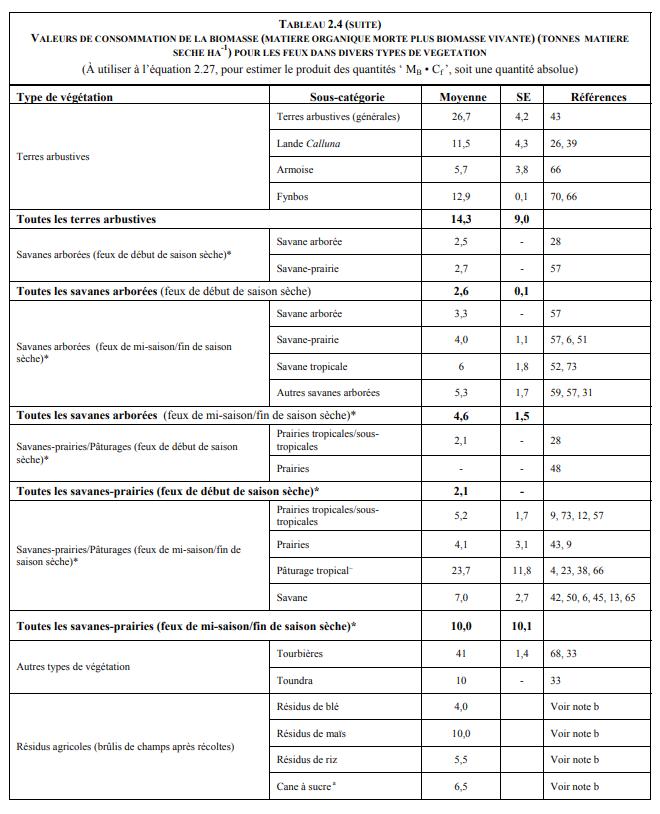 TABLEAU 2.4 (SUITE)
VALEURS DE CONSOMMATION DE LA BIOMASSE (MATIERE ORGANIQUE MORTE PLUS BIOMASSE VIVANTE) (TONNES MATIERE
SECHE HA-1) POUR LES FEUX DANS DIVERS TYPES DE VEGETATION
(À utiliser à l'équation 2.27, pour estimer le produit des quantités ‘ MB • Cf ’, soit une quantité absolue)
Type de végétation Sous-catégorie Moyenne SE Références
Terres arbustives
Terres arbustives (générales) 26,7 4,2 43
Lande Calluna 11,5 4,3 26, 39
Armoise 5,7 3,8 66
Fynbos 12,9 0,1 70, 66
Toutes les terres arbustives 14,3 9,0
Savanes arborées (feux de début de saison sèche)*
Savane arborée 2,5 - 28
Savane-prairie 2,7 - 57
Toutes les savanes arborées (feux de début de saison sèche) 2,6 0,1
Savanes arborées (feux de mi-saison/fin de saison
sèche)*
Savane arborée 3,3 - 57
Savane-prairie 4,0 1,1 57, 6, 51
Savane tropicale 6 1,8 52, 73
Autres savanes arborées 5,3 1,7 59, 57, 31
Toutes les savanes arborées (feux de mi-saison/fin de saison sèche)* 4,6 1,5
Savanes-prairies/Pâturages (feux de début de saison
sèche)*
Prairies tropicales/sous-
tropicales 2,1 - 28
Prairies - - 48
Toutes les savanes-prairies (feux de début de saison sèche)* 2,1 -
Savanes-prairies/Pâturages (feux de mi-saison/fin de
saison sèche)*
Prairies tropicales/sous-
tropicales 5,2 1,7 9, 73, 12, 57
Prairies 4,1 3,1 43, 9
Pâturage tropical~ 23,7 11,8 4, 23, 38, 66
Savane 7,0 2,7 42, 50, 6, 45, 13, 65
Toutes les savanes-prairies (feux de mi-saison/fin de saison sèche)* 10,0 10,1
Autres types de végétation
Tourbières 41 1,4 68, 33
Toundra 10 - 33
Résidus agricoles (brûlis de champs après récoltes)
Résidus de blé 4,0 Voir note b
Résidus de maïs 10,0 Voir note b
Résidus de riz 5,5 Voir note b
Cane à sucre a 6,5 Voir note b